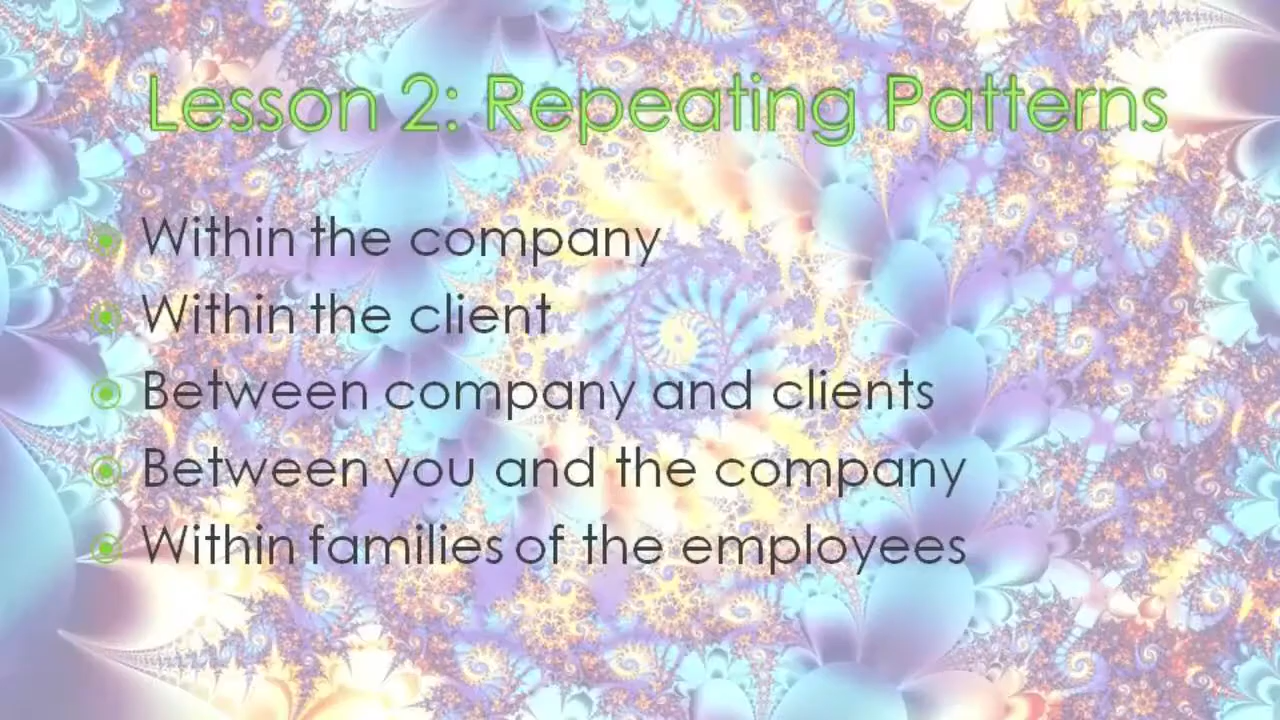 Lesson 2: Repeating Patterns
Within the company
Within the client
Between company and clients
Between you and the company
Within families of the employees